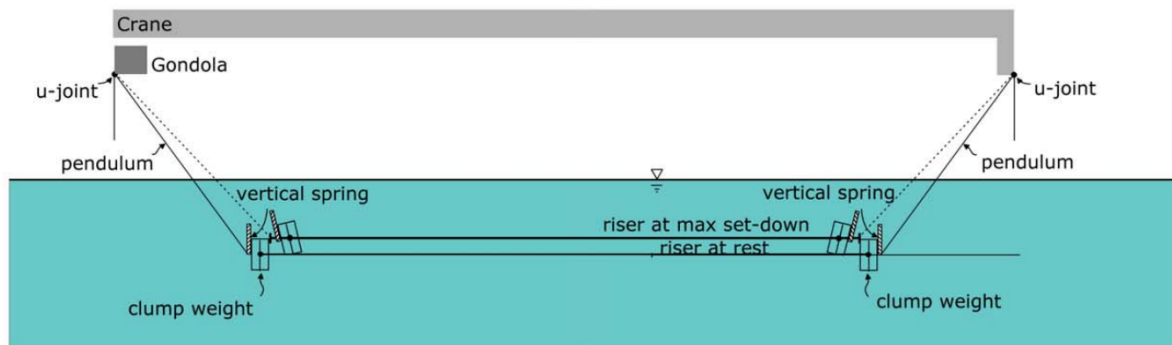 Crane
Gondola
u-joint
u-joint
pendulum
pendulum
vertical spring
vertical spring
riser at max set-down
riser at rest
clump weight
clump weight